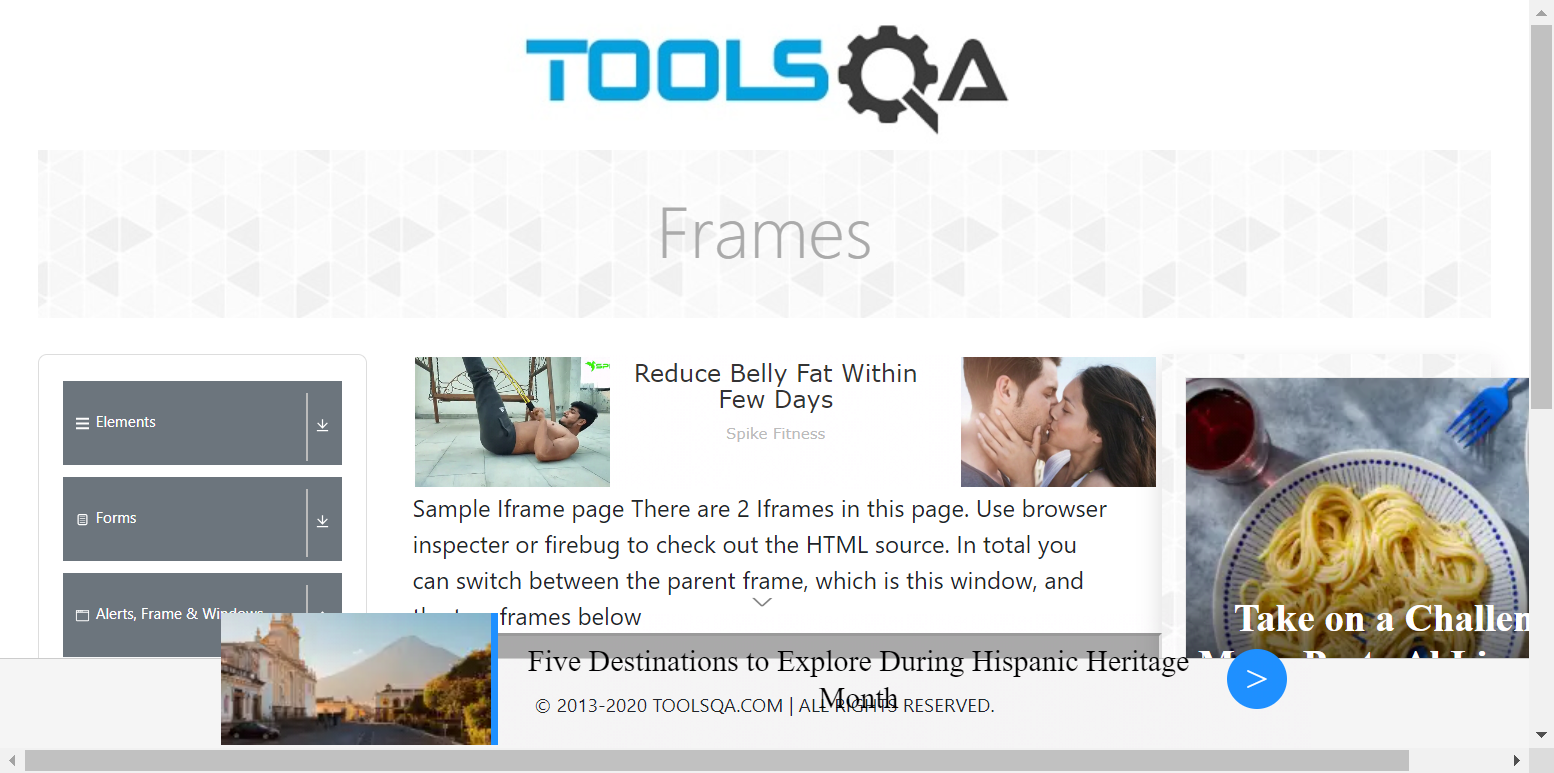 TOOLSQA
Frames
Elements
Forms
Alerts, Frame & Windows
Reduce Belly Fat Within
Few Days
Spike Fitness
Sample Iframe page There are 2 Iframes in this page. Use browser
inspecter or firebug to check out the HTML source. In total you
can switch between the parent frame, which is this window, and
frames below
Take on a Challen
Five Destinations to Explore During Hispanic Heritage
Month
>
© 2013-2020 TOOLSQA.COM | ALL RIGHTS RESERVED.